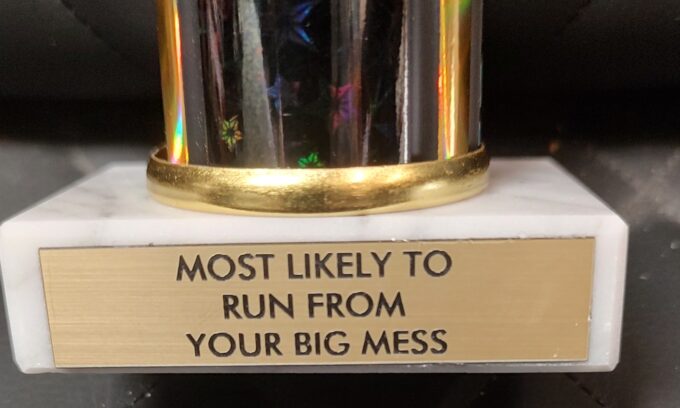 MOST LIKELY TO
RUN FROM
YOUR BIG MESS